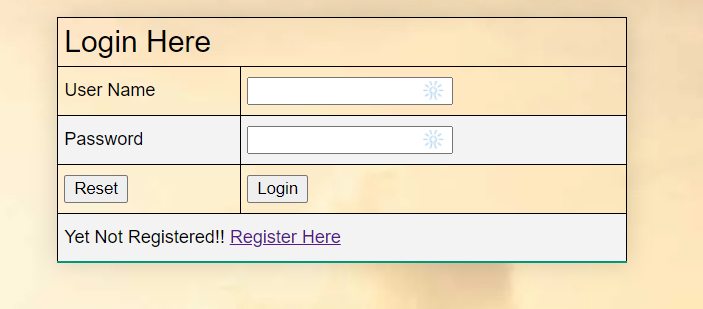 Login Here
User Name
Password
Reset Login
Yet Not Registered!! Register Here